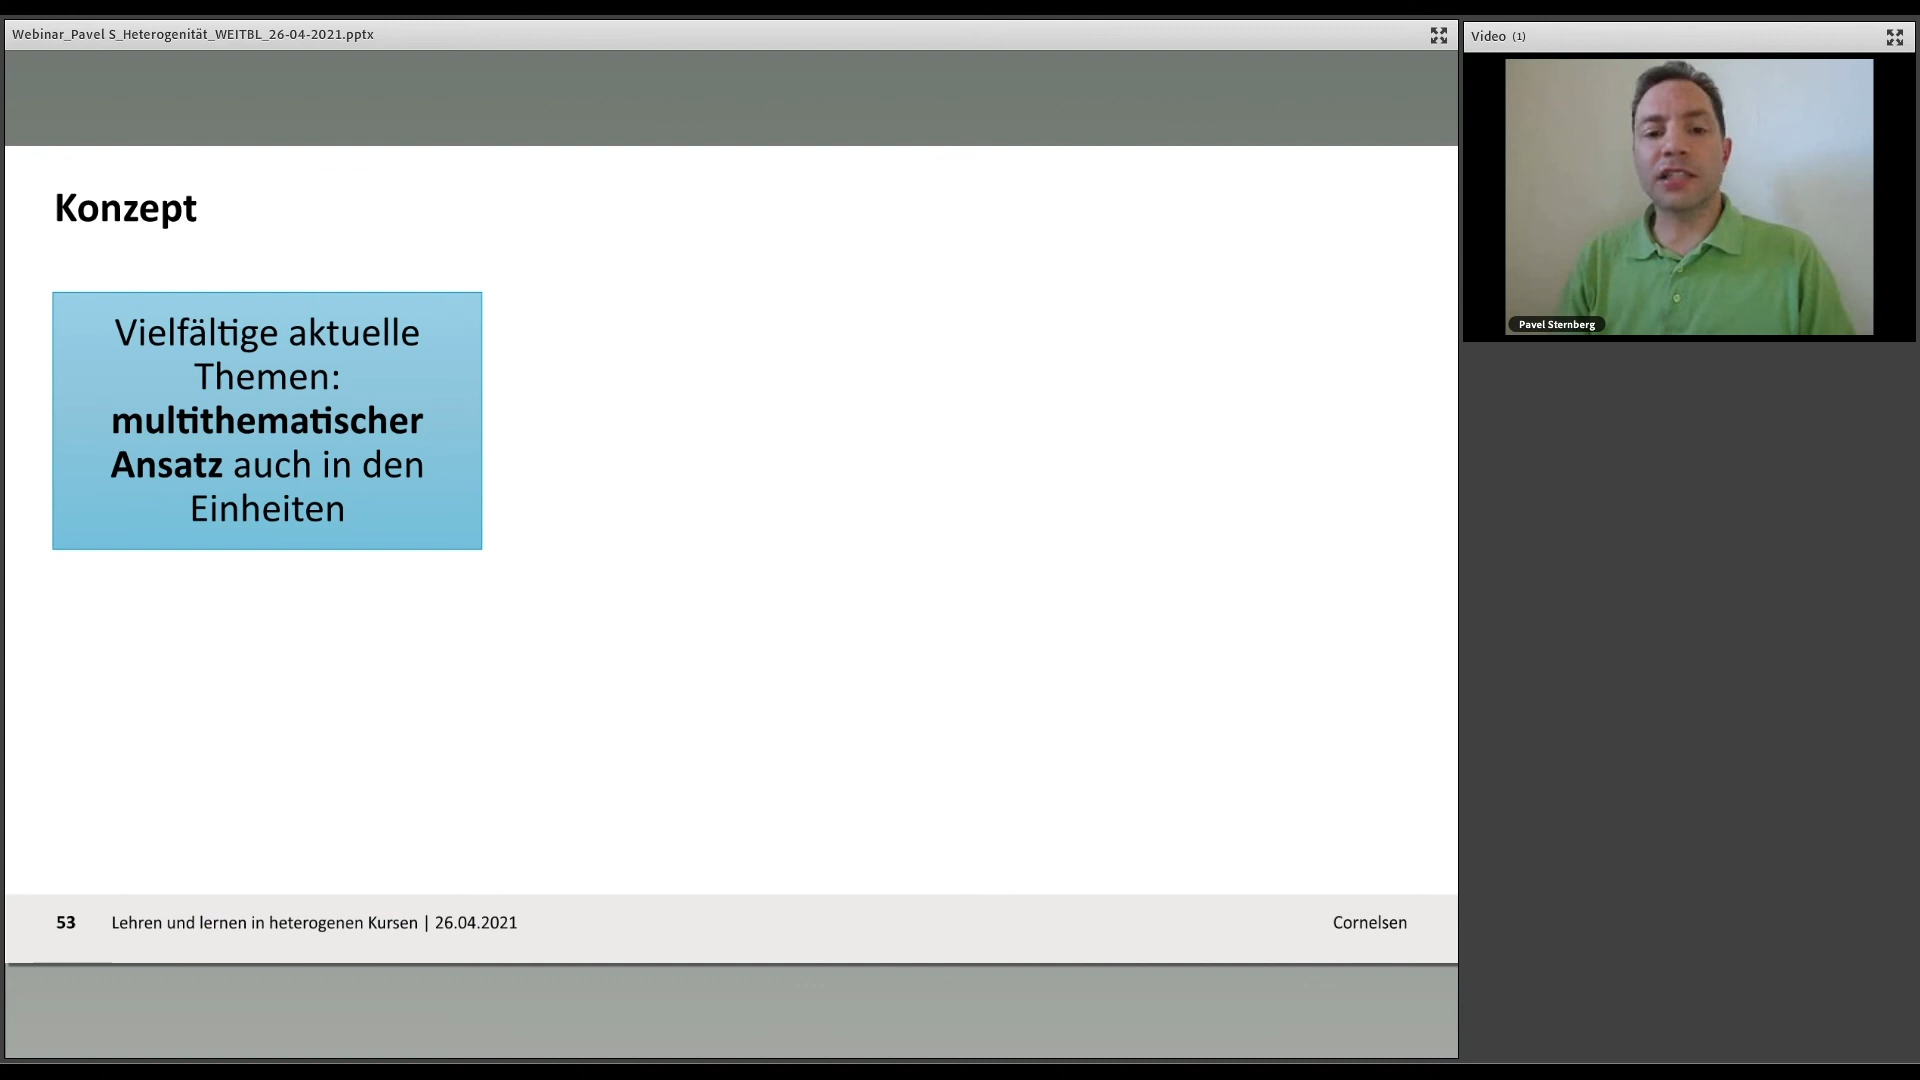 Webinar_Pavel S_Heterogenität_WEITBL_26-04-2021.pptx
Video (1)
Pavel Sternberg
Konzept
Vielfältige aktuelle
Themen:
multithematischer
Ansatz auch in den
Einheiten
53 Lehren und lernen in heterogenen Kursen | 26.04.2021 Cornelsen